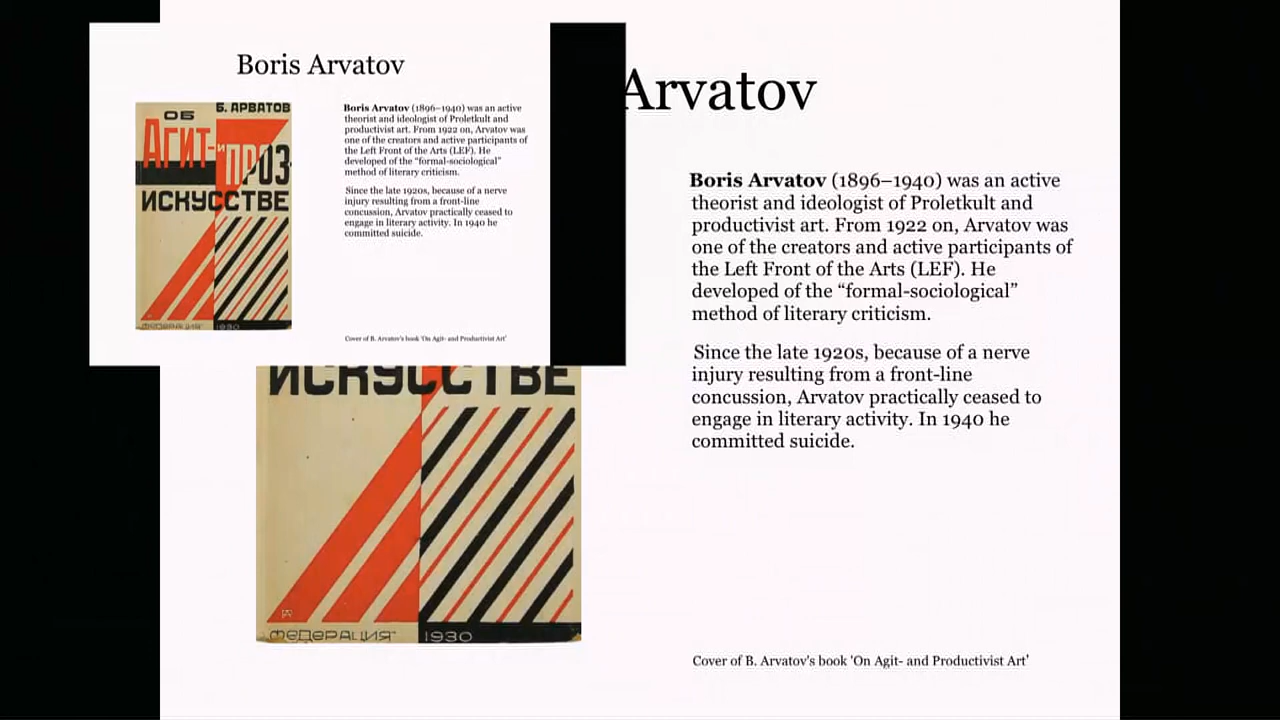 Boris Arvatov
Б. АРВАТОВ
ОБ
АГИТ-
И
ПРОЗ
ИСКУССТВЕ
ФЕДЕРАЦИЯ
1930
Boris Arvatov (1896–1940) was an active
theorist and ideologist of Proletkult and
productivist art. From 1922 on, Arvatov was
one of the creators and active participants of
the Left Front of the Arts (LEF). He
developed of the “formal-sociological”
method of literary criticism.
Since the late 1920s, because of a nerve
injury resulting from a front-line
concussion, Arvatov practically ceased to
engage in literary activity. In 1940 he
committed suicide.
Cover of B. Arvatov's book 'On Agit- and Productivist Art'
Arvatov
ИСКУССТВЕ
ФЕДЕРАЦИЯ
1930
Boris Arvatov (1896–1940) was an active
theorist and ideologist of Proletkult and
productivist art. From 1922 on, Arvatov was
one of the creators and active participants of
the Left Front of the Arts (LEF). He
developed of the “formal-sociological”
method of literary criticism.
Since the late 1920s, because of a nerve
injury resulting from a front-line
concussion, Arvatov practically ceased to
engage in literary activity. In 1940 he
committed suicide.
Cover of B. Arvatov's book 'On Agit- and Productivist Art'